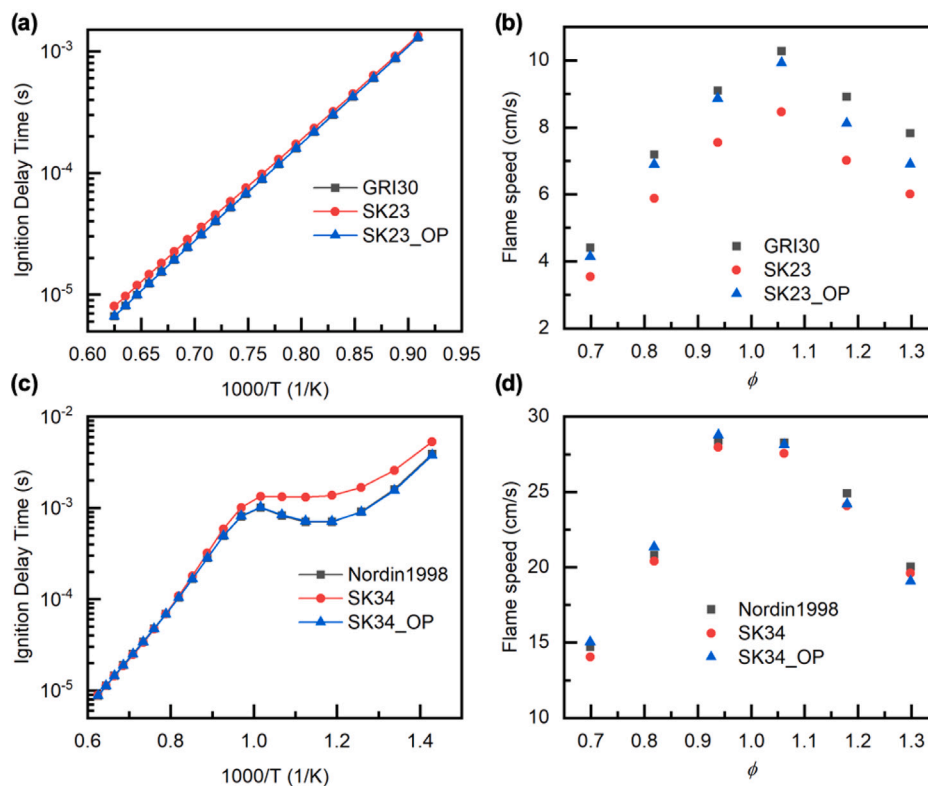 (a)
Ignition Delay Time (s)
10⁻³
10⁻⁴
10⁻⁵
GRI30
SK23
SK23_OP
0.60 0.65 0.70 0.75 0.80 0.85 0.90 0.95
1000/T (1/K)
(b)
Flame speed (cm/s)
10
8
6
4
2
GRI30
SK23
SK23_OP
0.7 0.8 0.9 1.0 1.1 1.2 1.3
ϕ
(c)
Ignition Delay Time (s)
10⁻²
10⁻³
10⁻⁴
10⁻⁵
Nordin1998
SK34
SK34_OP
0.6 0.8 1.0 1.2 1.4
1000/T (1/K)
(d)
Flame speed (cm/s)
30
25
20
15
10
Nordin1998
SK34
SK34_OP
0.7 0.8 0.9 1.0 1.1 1.2 1.3
ϕ